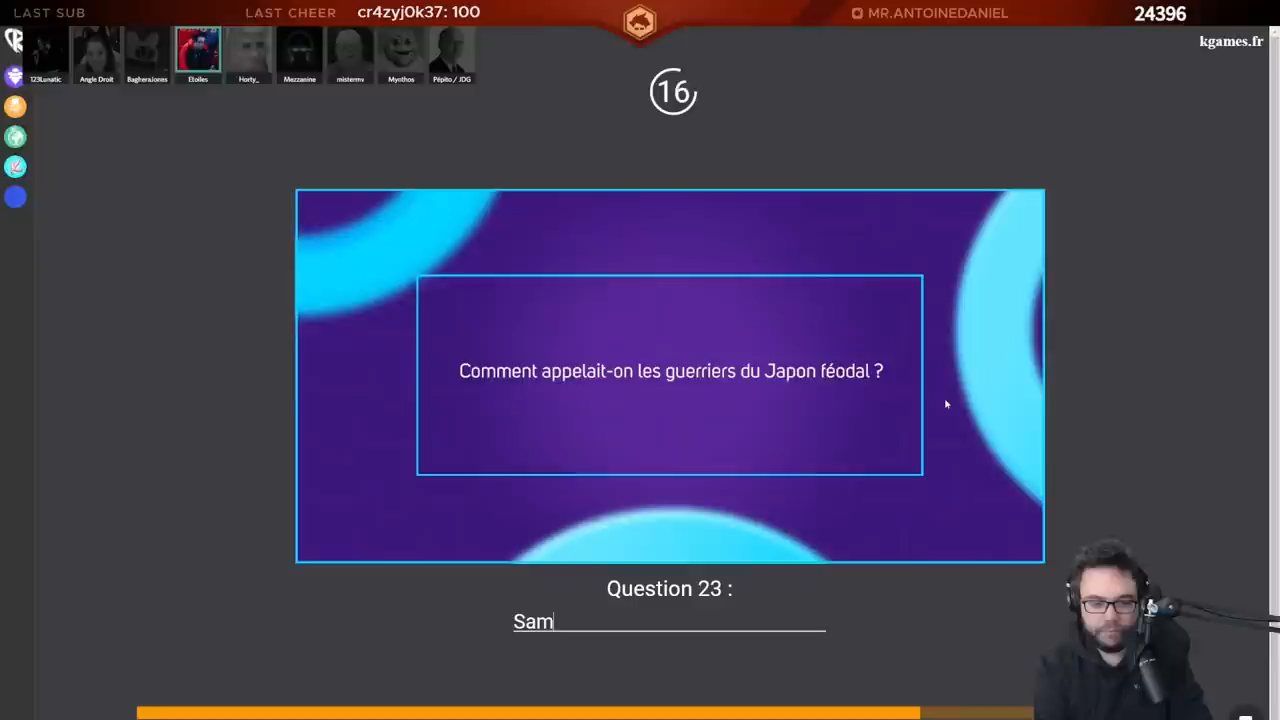 LAST SUB
LAST CHEER cr4zyj0k37: 100
MR.ANTOINEDANIEL
24396
kgames.fr
123Lunatic
Angle Droit
BagheraJones
Etoiles
Horty_
Mezzanine
mistermv
Mynthos
Pépito / JDG
16
Comment appelait-on les guerriers du Japon féodal ?
Question 23 :
Sam